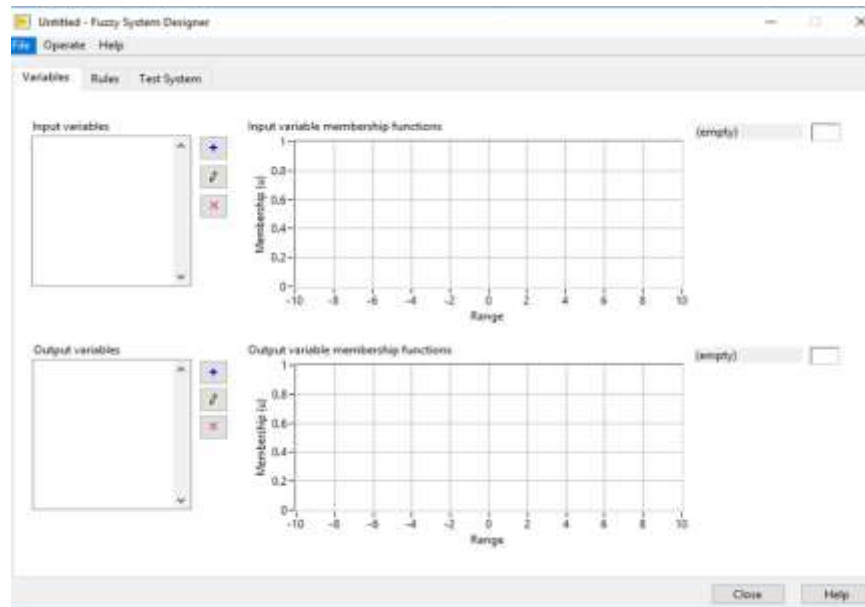 Untitled - Fuzzy System Designer
File Operate Help
Variables Rules Test System
Input variables
Input variable membership functions
(empty)
Membership (u)
1
0.8
0.6
0.4
0.2
0
-10 -8 -6 -4 -2 0 2 4 6 8 10
Range
Output variables
Output variable membership functions
(empty)
Membership (u)
1
0.8
0.6
0.4
0.2
0
-10 -8 -6 -4 -2 0 2 4 6 8 10
Range
Close Help